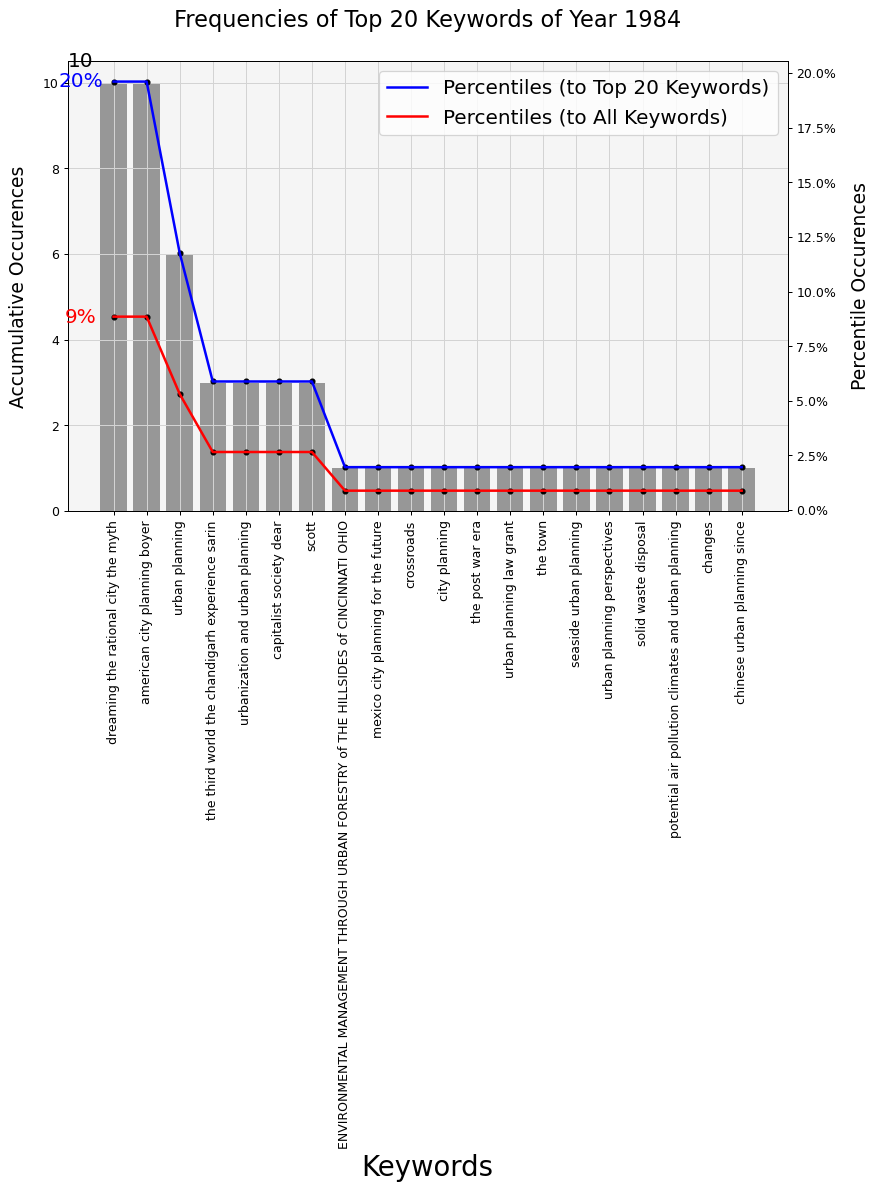 Frequencies of Top 20 Keywords of Year 1984
10
20%
9%
Percentiles (to Top 20 Keywords)
Percentiles (to All Keywords)
Accumulative Occurences
10
8
6
4
2
0
20.0%
17.5%
15.0%
12.5%
10.0%
7.5%
5.0%
2.5%
0.0%
Percentile Occurences
dreaming the rational city the myth
american city planning boyer
urban planning
the third world the chandigarh experience sarin
urbanization and urban planning
capitalist society dear
scott
ENVIRONMENTAL MANAGEMENT THROUGH URBAN FORESTRY of THE HILLSIDES of CINCINNATI OHIO
mexico city planning for the future
crossroads
city planning
the post war era
urban planning law grant
the town
seaside urban planning
urban planning perspectives
solid waste disposal
potential air pollution climates and urban planning
changes
chinese urban planning since
Keywords